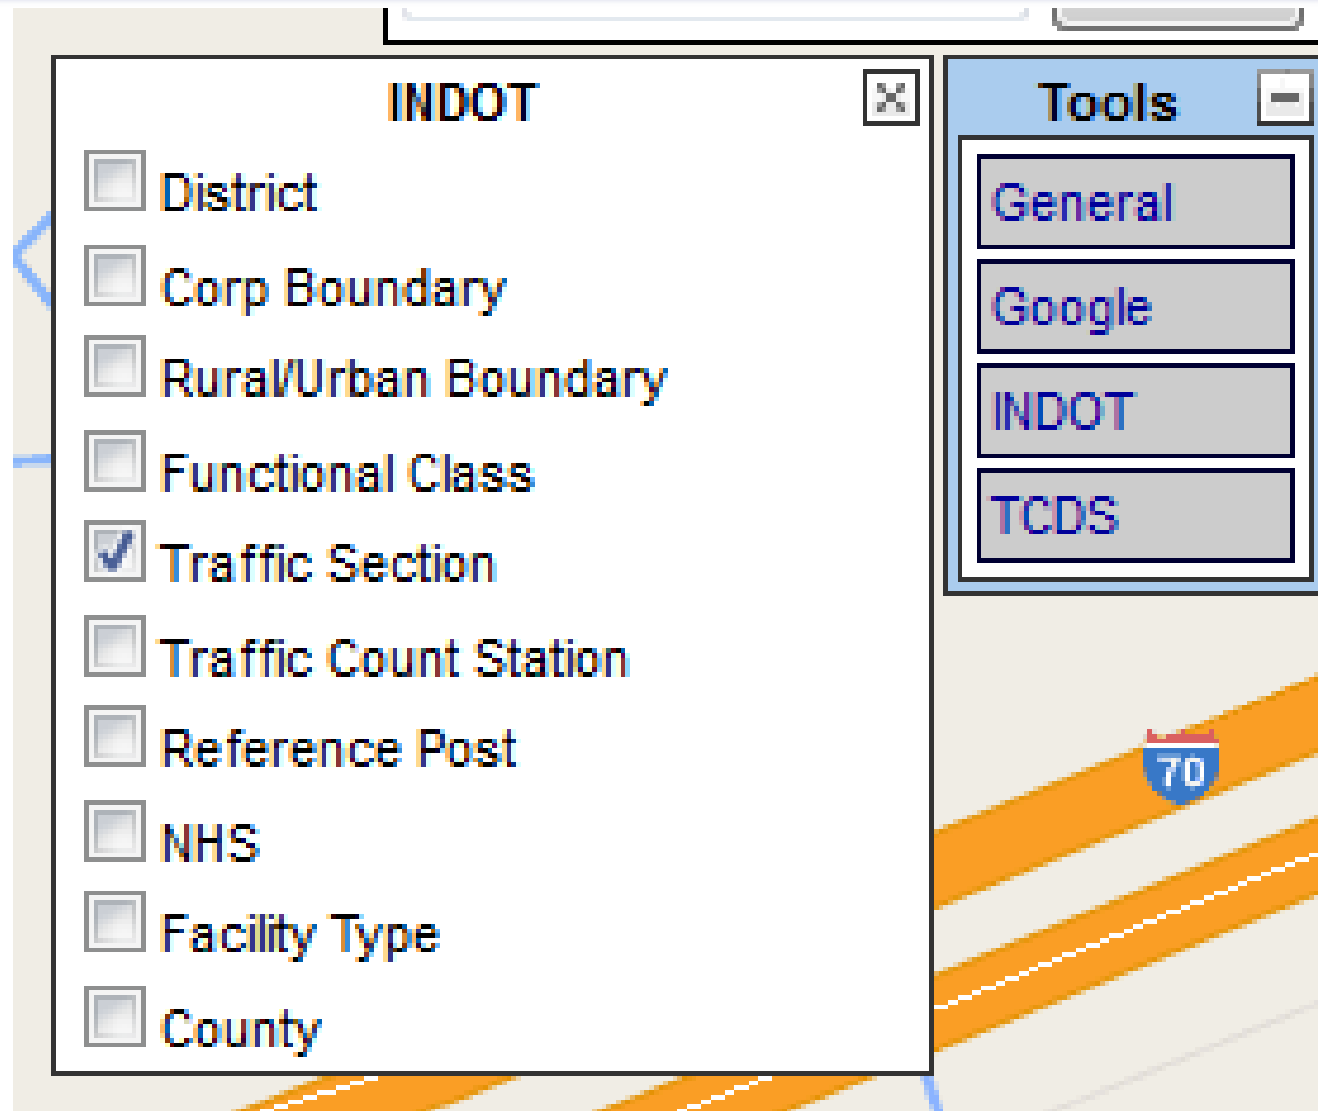 INDOT
District
Corp Boundary
Rural/Urban Boundary
Functional Class
Traffic Section
Traffic Count Station
Reference Post
NHS
Facility Type
County
Tools
General
Google
INDOT
TCDS
70